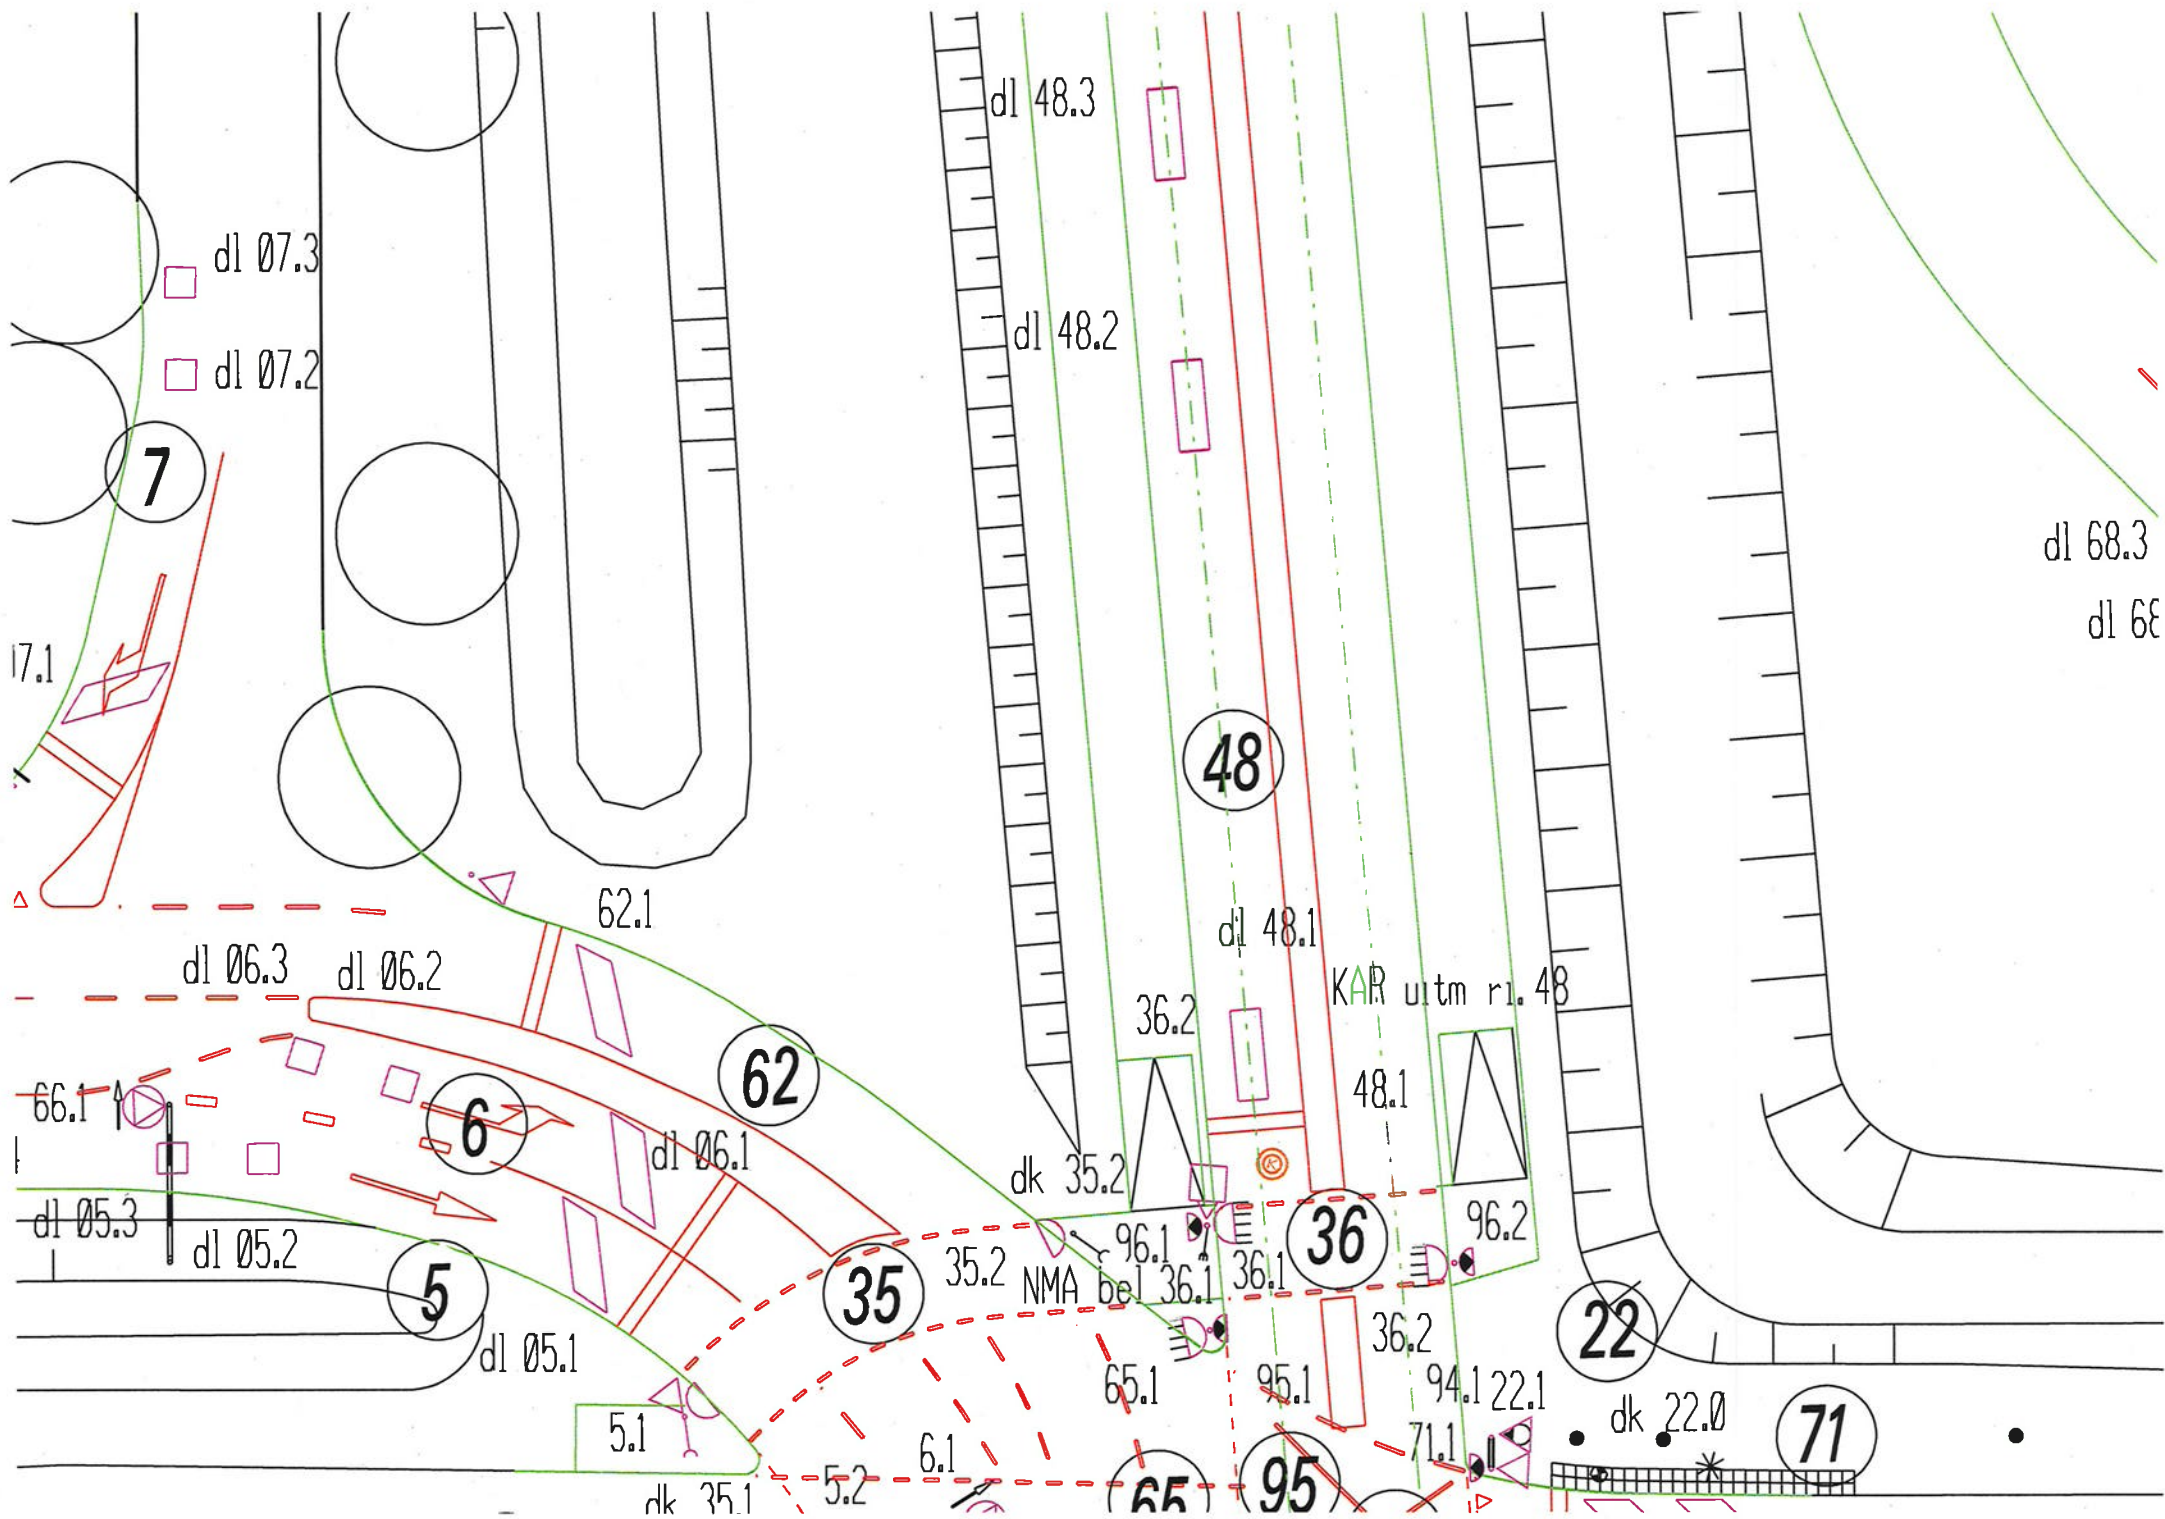 dl 48.3
dl 07.3
dl 48.2
dl 07.2
7
dl 68.3
dl 68
07.1
48
62.1
dl 48.1
dl 06.3
dl 06.2
KAR uitm ri. 48
36.2
62
48.1
66.1
6
dl 06.1
dk 35.2
dl 05.3
96.1
36
96.2
dl 05.2
35.2
NMA bel 36.1
36.1
5
35
22
36.2
dl 05.1
65.1
95.1
94.1
22.1
dk 22.0
71
5.1
6.1
71.1
5.2
65
95
dk 35.1